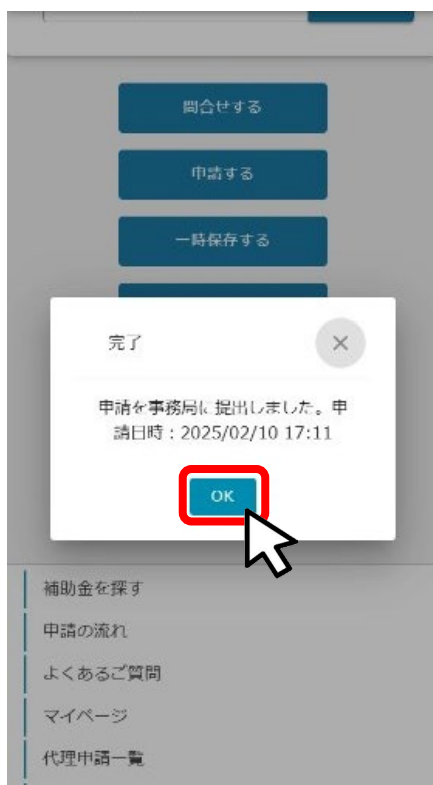 問合せする
申請する
一時保存する
完了
申請を事務局に提出しました。申
請日時：2025/02/10 17:11
OK
補助金を探す
申請の流れ
よくあるご質問
マイページ
代理申請一覧